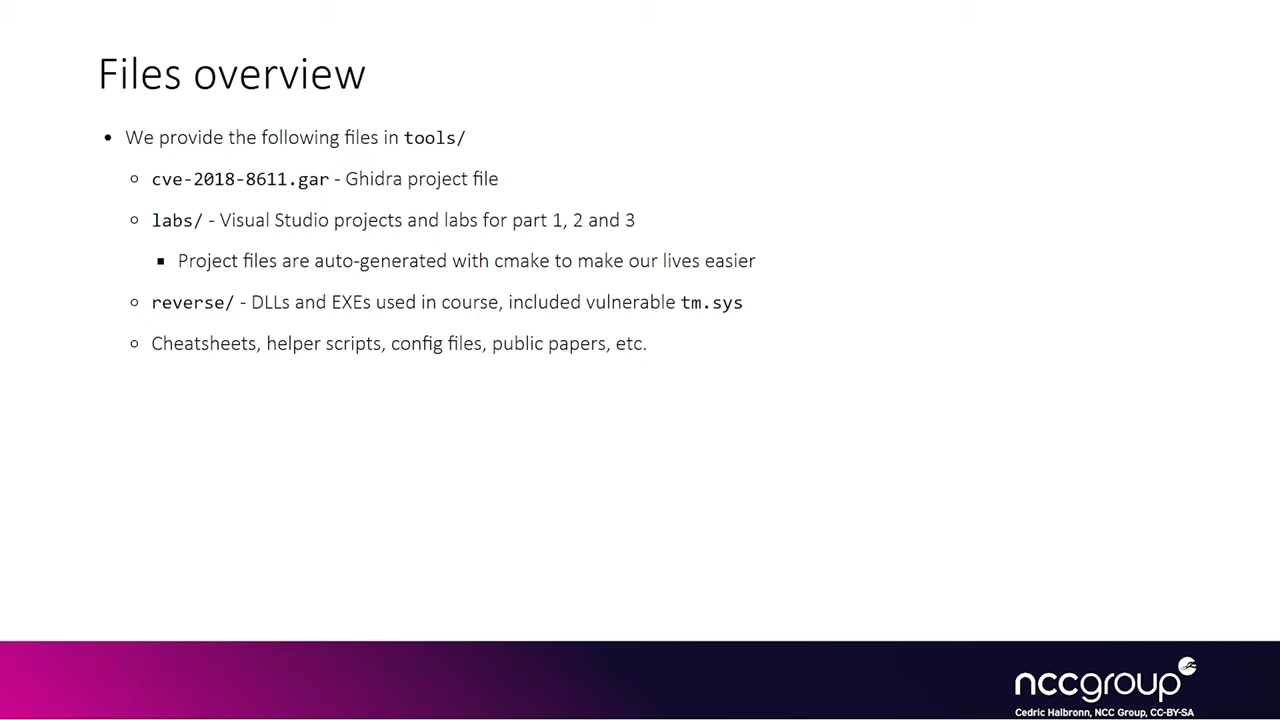 Files overview
• We provide the following files in tools/
○ cve-2018-8611.gar - Ghidra project file
○ labs/ - Visual Studio projects and labs for part 1, 2 and 3
▪ Project files are auto-generated with cmake to make our lives easier
○ reverse/ - DLLs and EXEs used in course, included vulnerable tm.sys
○ Cheatsheets, helper scripts, config files, public papers, etc.
nccgroup
Cedric Halbronn, NCC Group, CC-BY-SA